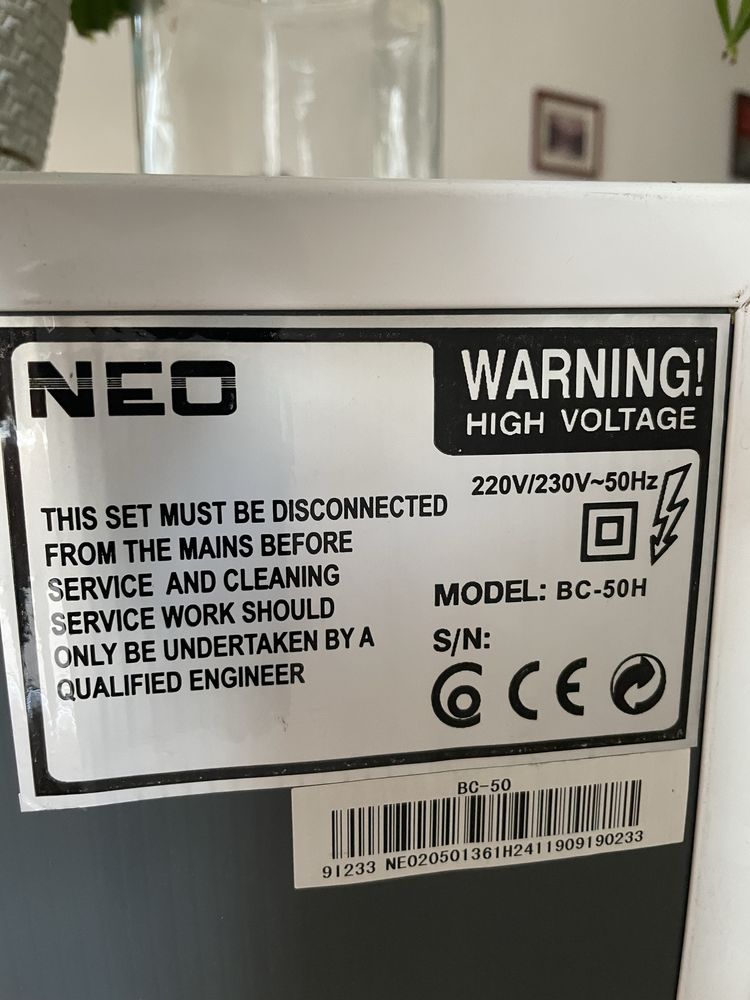 NEO
WARNING!
HIGH VOLTAGE
220V/230V~50Hz
THIS SET MUST BE DISCONNECTED
FROM THE MAINS BEFORE
SERVICE AND CLEANING
SERVICE WORK SHOULD
ONLY BE UNDERTAKEN BY A
QUALIFIED ENGINEER
MODEL: BC-50H
S/N:
CE
BC-50
91233 NE020501361H2411909190233